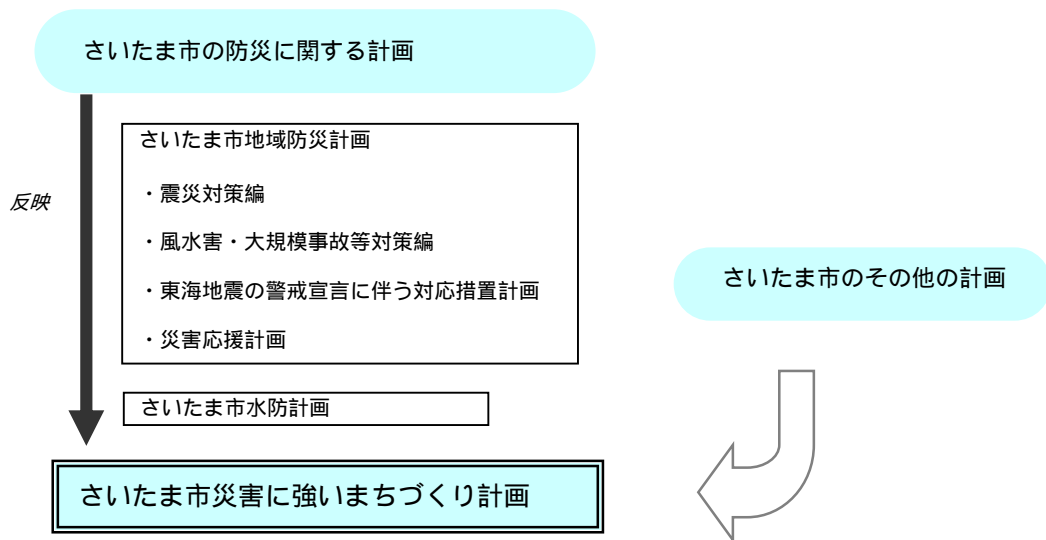 さいたま市の防災に関する計画
さいたま市地域防災計画
・震災対策編
反映
・風水害・大規模事故等対策編
・東海地震の警戒宣言に伴う対応措置計画
・災害応援計画
さいたま市のその他の計画
さいたま市水防計画
さいたま市災害に強いまちづくり計画